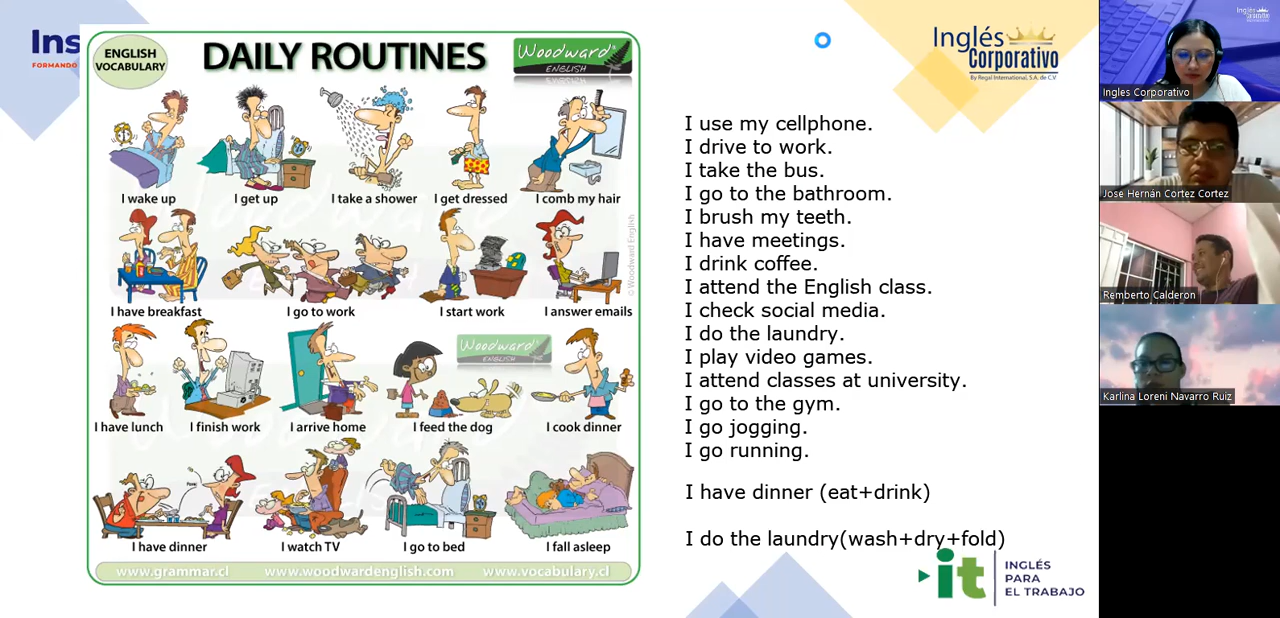 Ins
FORMANDO
ENGLISH
VOCABULARY
DAILY ROUTINES
Woodward
ENGLISH
I wake up
I get up
I take a shower
I get dressed
I comb my hair
I have breakfast
I go to work
I start work
I answer emails
© Woodward English
Woodward
ENGLISH
I have lunch
I finish work
I arrive home
I feed the dog
I cook dinner
I have dinner
I watch TV
I go to bed
I fall asleep
www.grammar.cl
www.woodwardenglish.com
www.vocabulary.cl
Inglés
Corporativo
By Regal International, S.A. de C.V
I use my cellphone.
I drive to work.
I take the bus.
I go to the bathroom.
I brush my teeth.
I have meetings.
I drink coffee.
I attend the English class.
I check social media.
I do the laundry.
I play video games.
I attend classes at university.
I go to the gym.
I go jogging.
I go running.
I have dinner (eat+drink)
I do the laundry(wash+dry+fold)
it
INGLÉS
PARA
EL TRABAJO
Inglés
Corporativo
Ingles Corporativo
Jose Hernán Cortez Cortez
Remberto Calderon
Karlina Loreni Navarro Ruiz